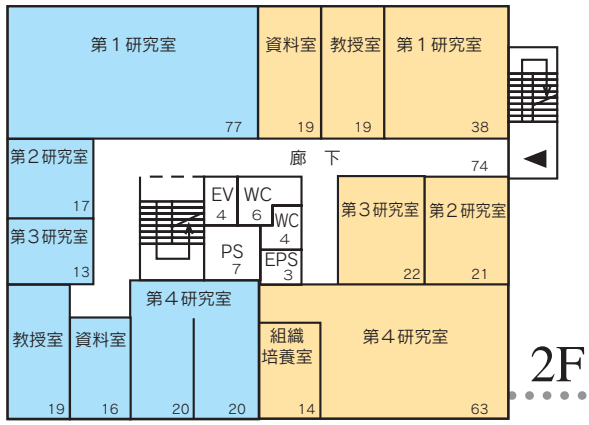 第1研究室
77
資料室
19
教授室
19
第1研究室
38
第2研究室
17
廊 下
74
EV
4
WC
6
WC
4
第3研究室
22
第2研究室
21
第3研究室
13
PS
7
EPS
3
第4研究室
20
20
教授室
19
資料室
16
組織
培養室
14
第4研究室
63
2F